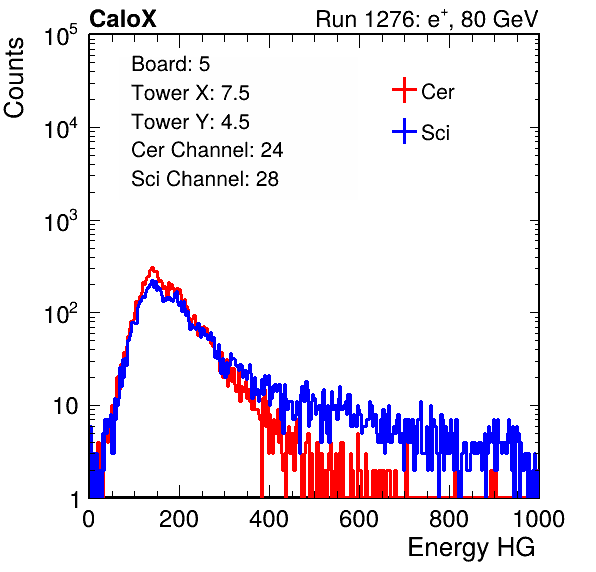 CaloX Run 1276: e⁺, 80 GeV
Counts
10⁵
10⁴
10³
10²
10
1
Board: 5
Tower X: 7.5
Tower Y: 4.5
Cer Channel: 24
Sci Channel: 28
Cer
Sci
0 200 400 600 800 1000
Energy HG